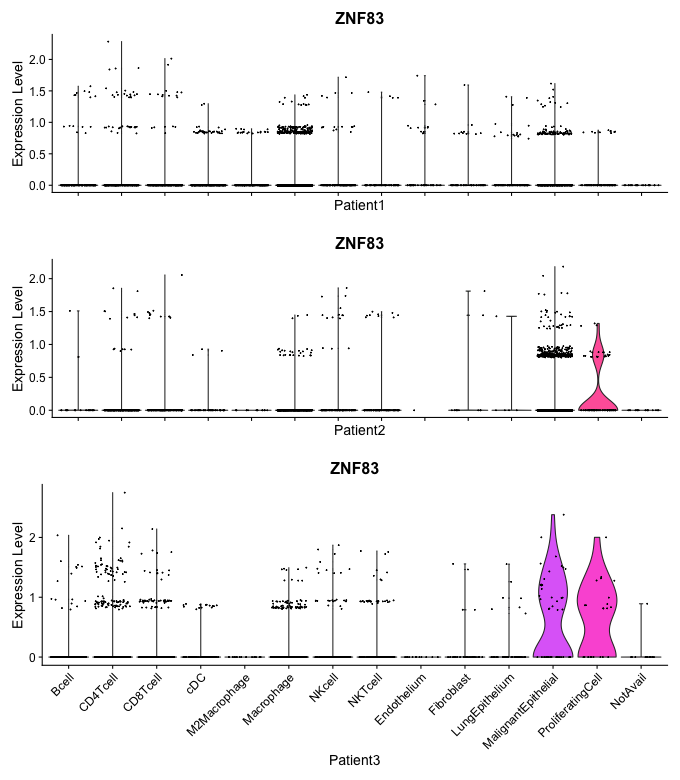 ZNF83
Expression Level
2.0
1.5
1.0
0.5
0.0
Patient1
ZNF83
Expression Level
2.0
1.5
1.0
0.5
0.0
Patient2
ZNF83
Expression Level
2
1
0
Bcell
CD4Tcell
CD8Tcell
cDC
M2Macrophage
Macrophage
NKcell
NKTcell
Endothelium
Fibroblast
LungEpithelium
MalignantEpithelial
ProliferatingCell
NotAvail
Patient3